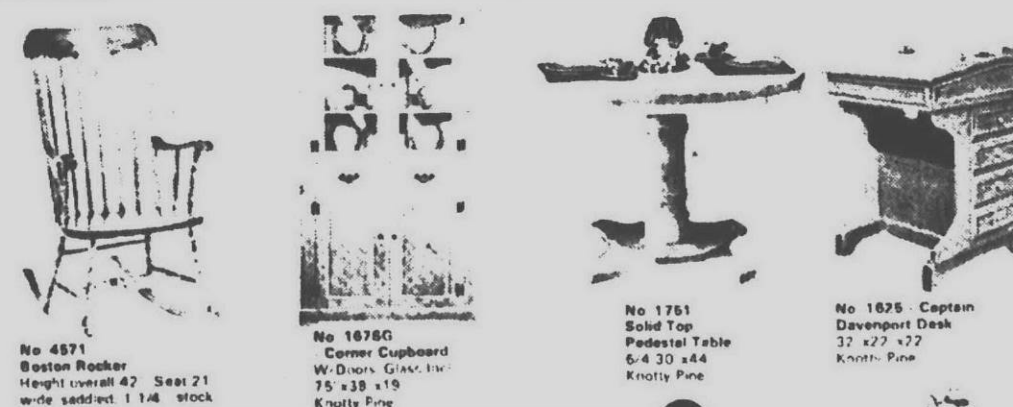 No 4571
Boston Rocker
Height overall 42 Seat 21
wide saddled. 1 1/4 stock
No 1676G
- Corner Cupboard
W-Doors Glass Inc
75 x38 x19
Knotty Pine
No 1761
Solid Top
Pedestal Table
6/4 30 x44
Knotty Pine
No 1625 - Captain
Davenport Desk
32 x22 x22
Knotty Pine